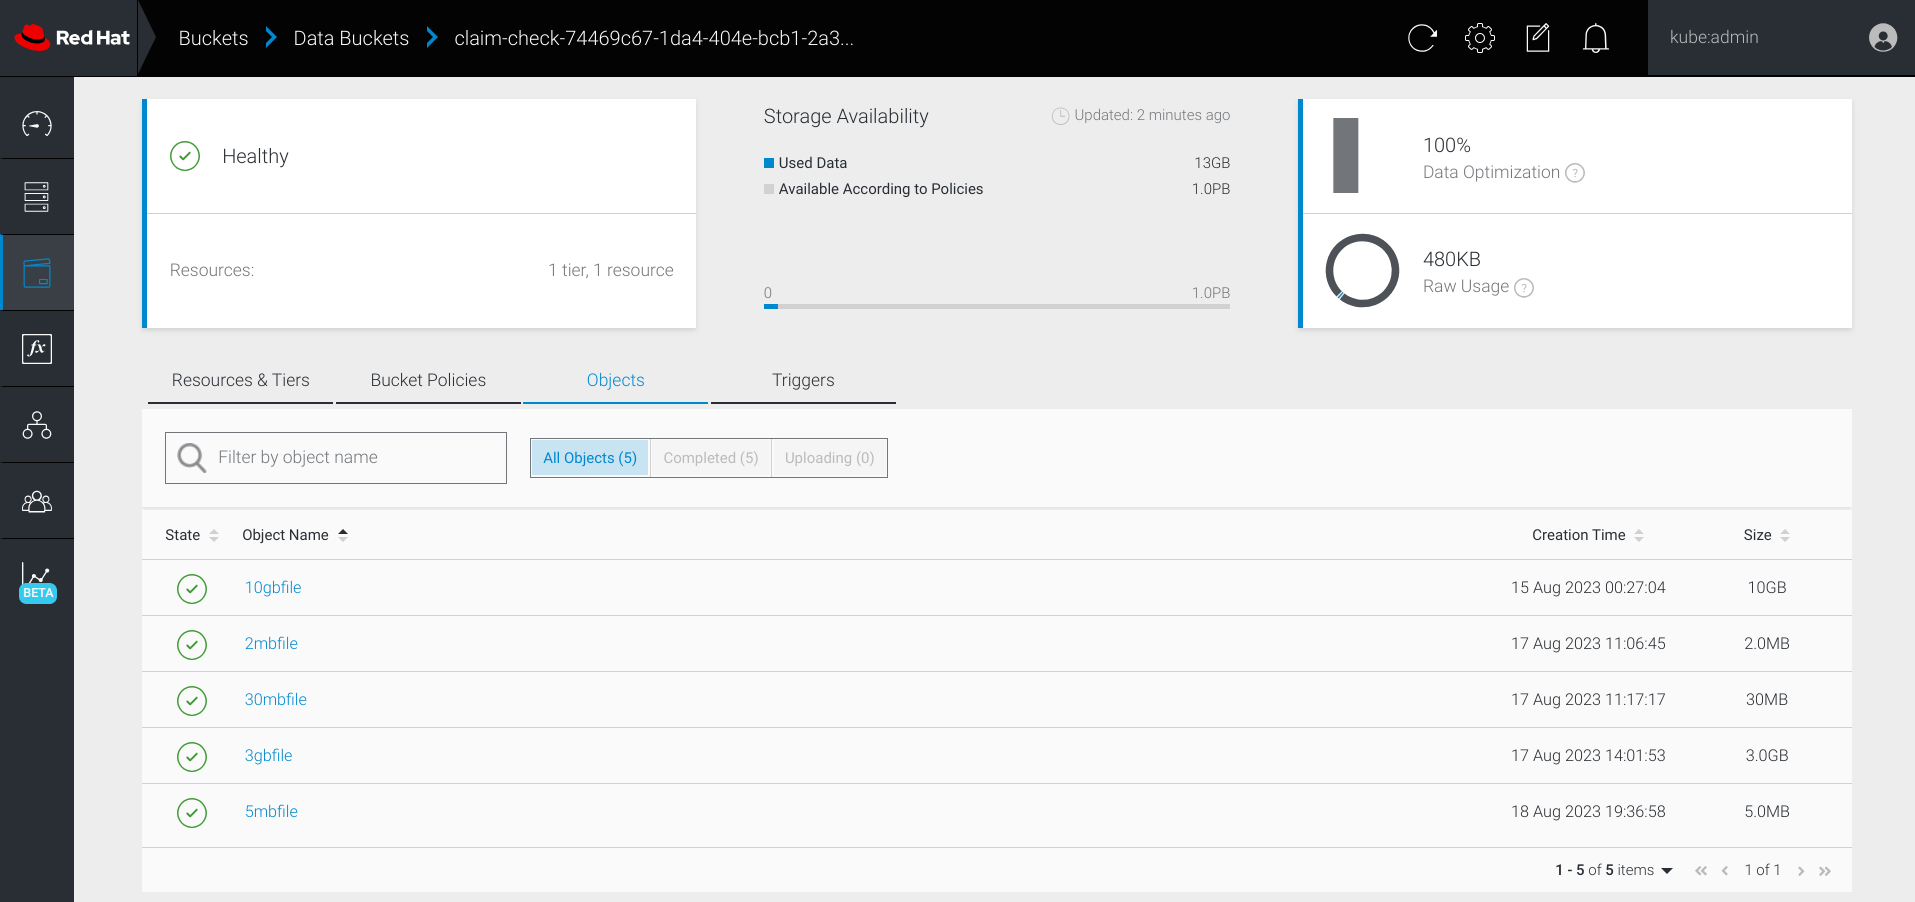 Red Hat
Buckets Data Buckets claim-check-74469c67-1da4-404e-bcb1-2a3...
kube:admin
Healthy
Resources: 1 tier, 1 resource
Storage Availability Updated: 2 minutes ago
Used Data 13GB
Available According to Policies 1.0PB
0 1.0PB
100%
Data Optimization ?
480KB
Raw Usage ?
fx
BETA
Resources & Tiers Bucket Policies Objects Triggers
Filter by object name All Objects (5) Completed (5) Uploading (0)
State Object Name Creation Time Size
10gbfile 15 Aug 2023 00:27:04 10GB
2mbfile 17 Aug 2023 11:06:45 2.0MB
30mbfile 17 Aug 2023 11:17:17 30MB
3gbfile 17 Aug 2023 14:01:53 3.0GB
5mbfile 18 Aug 2023 19:36:58 5.0MB
1 - 5 of 5 items 1 of 1